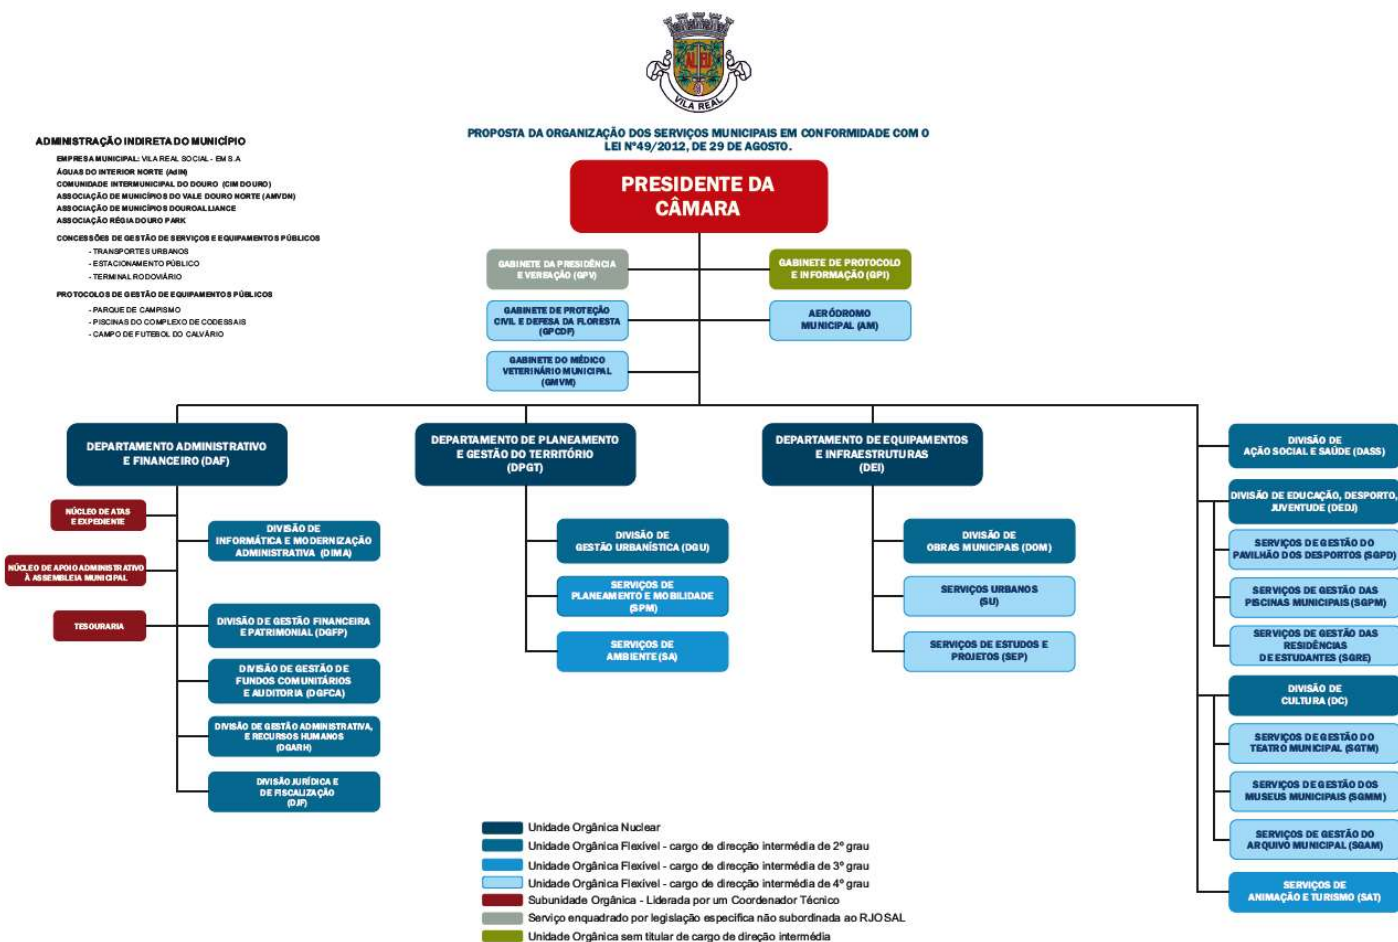 ALEU
VILA REAL
PROPOSTA DA ORGANIZAÇÃO DOS SERVIÇOS MUNICIPAIS EM CONFORMIDADE COM O
LEI Nº49/2012, DE 29 DE AGOSTO.
ADMINISTRAÇÃO INDIRETA DO MUNICÍPIO
EMPRESA MUNICIPAL: VILA REAL SOCIAL - EM S.A
ÁGUAS DO INTERIOR NORTE (AdIN)
COMUNIDADE INTERMUNICIPAL DO DOURO (CIM DOURO)
ASSOCIAÇÃO DE MUNICÍPIOS DO VALE DOURO NORTE (AMVDN)
ASSOCIAÇÃO DE MUNICÍPIOS DOUROALLIANCE
ASSOCIAÇÃO RÉGIA DOURO PARK
CONCESSÕES DE GESTÃO DE SERVIÇOS E EQUIPAMENTOS PÚBLICOS
- TRANSPORTES URBANOS
- ESTACIONAMENTO PÚBLICO
- TERMINAL RODOVIÁRIO
PROTOCOLOS DE GESTÃO DE EQUIPAMENTOS PÚBLICOS
- PARQUE DE CAMPISMO
- PISCINAS DO COMPLEXO DE CODESSAIS
- CAMPO DE FUTEBOL DO CALVÁRIO
PRESIDENTE DA
CÂMARA
GABINETE DA PRESIDÊNCIA
E VEREAÇÃO (GPV)
GABINETE DE PROTOCOLO
E INFORMAÇÃO (GPI)
GABINETE DE PROTEÇÃO
CIVIL E DEFESA DA FLORESTA
(GPCDF)
AERÓDROMO
MUNICIPAL (AM)
GABINETE DO MÉDICO
VETERINÁRIO MUNICIPAL
(GMVM)
DEPARTAMENTO ADMINISTRATIVO
E FINANCEIRO (DAF)
NÚCLEO DE ATAS
E EXPEDIENTE
DIVISÃO DE
INFORMÁTICA E MODERNIZAÇÃO
ADMINISTRATIVA (DIMA)
NÚCLEO DE APOIO ADMINISTRATIVO
À ASSEMBLEIA MUNICIPAL
TESOURARIA
DIVISÃO DE GESTÃO FINANCEIRA
E PATRIMONIAL (DGFP)
DIVISÃO DE GESTÃO DE
FUNDOS COMUNITÁRIOS
E AUDITORIA (DGFCA)
DIVISÃO DE GESTÃO ADMINISTRATIVA,
E RECURSOS HUMANOS
(DGARH)
DIVISÃO JURÍDICA E
DE FISCALIZAÇÃO
(DJF)
DEPARTAMENTO DE PLANEAMENTO
E GESTÃO DO TERRITÓRIO
(DPGT)
DIVISÃO DE
GESTÃO URBANÍSTICA (DGU)
SERVIÇOS DE
PLANEAMENTO E MOBILIDADE
(SPM)
SERVIÇOS DE
AMBIENTE (SA)
DEPARTAMENTO DE EQUIPAMENTOS
E INFRAESTRUTURAS
(DEI)
DIVISÃO DE
OBRAS MUNICIPAIS (DOM)
SERVIÇOS URBANOS
(SU)
SERVIÇOS DE ESTUDOS E
PROJETOS (SEP)
DIVISÃO DE
AÇÃO SOCIAL E SAÚDE (DASS)
DIVISÃO DE EDUCAÇÃO, DESPORTO,
JUVENTUDE (DEDJ)
SERVIÇOS DE GESTÃO DO
PAVILHÃO DOS DESPORTOS (SGPD)
SERVIÇOS DE GESTÃO DAS
PISCINAS MUNICIPAIS (SGPM)
SERVIÇOS DE GESTÃO DAS
RESIDÊNCIAS
DE ESTUDANTES (SGRE)
DIVISÃO DE
CULTURA (DC)
SERVIÇOS DE GESTÃO DO
TEATRO MUNICIPAL (SGTM)
SERVIÇOS DE GESTÃO DOS
MUSEUS MUNICIPAIS (SGMM)
SERVIÇOS DE GESTÃO DO
ARQUIVO MUNICIPAL (SGAM)
SERVIÇOS DE
ANIMAÇÃO E TURISMO (SAT)
Unidade Orgânica Nuclear
Unidade Orgânica Flexível - cargo de direcção intermédia de 2º grau
Unidade Orgânica Flexível - cargo de direcção intermédia de 3º grau
Unidade Orgânica Flexível - cargo de direcção intermédia de 4º grau
Subunidade Orgânica - Liderada por um Coordenador Técnico
Serviço enquadrado por legislação especifica não subordinada ao RJOSAL
Unidade Orgânica sem titular de cargo de direção intermédia